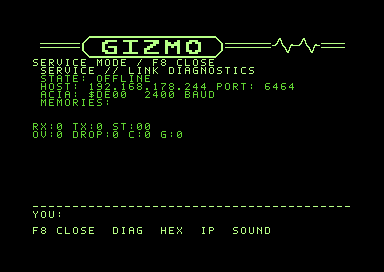 GIZMO
SERVICE MODE / F8 CLOSE
SERVICE // LINK DIAGNOSTICS
STATE: OFFLINE
HOST: 192.168.178.244 PORT: 6464
ACIA: $DE00 2400 BAUD
MEMORIES:
RX:0 TX:0 ST:00
OV:0 DROP:0 C:0 G:0
YOU:
F8 CLOSE DIAG HEX IP SOUND